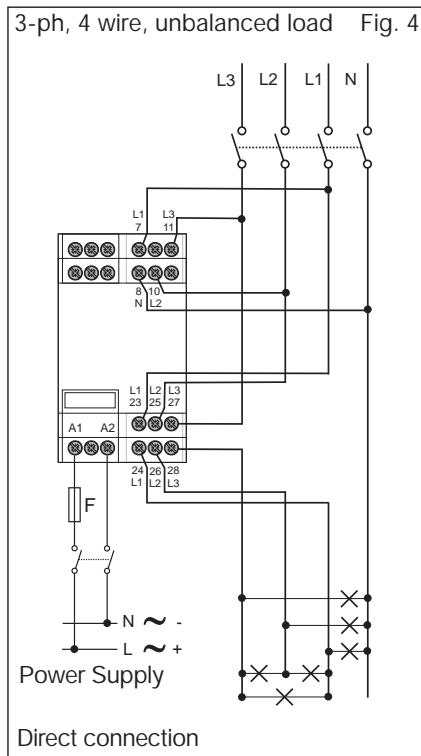 3-ph, 4 wire, unbalanced load Fig. 4
L3 L2 L1 N
L1 L3
7 11
8 10
N L2
L1 L2 L3
23 25 27
A1 A2
24 26 28
L1 L2 L3
F
N ~ -
L ~ +
Power Supply
Direct connection